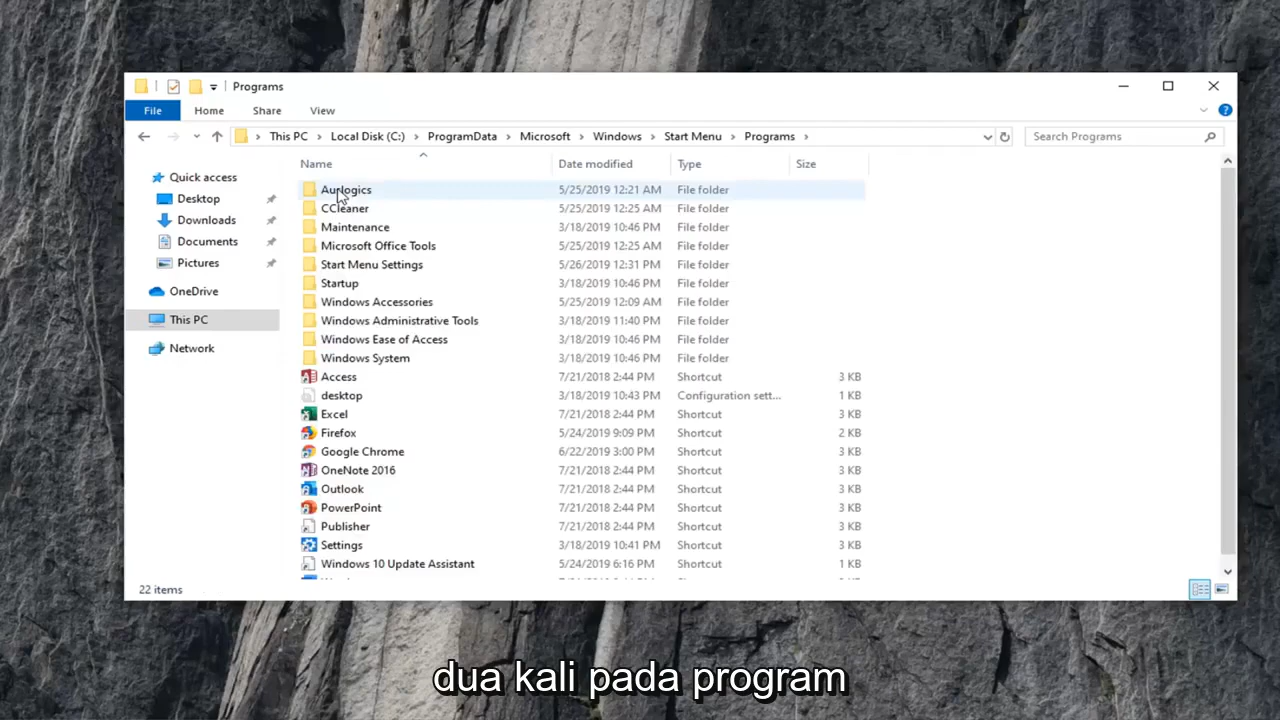 Programs
File Home Share View
This PC Local Disk (C:) ProgramData Microsoft Windows Start Menu Programs Search Programs
Name Date modified Type Size
Quick access
Desktop
Downloads
Documents
Pictures
OneDrive
This PC
Network
Auslogics 5/25/2019 12:21 AM File folder
CCleaner 5/25/2019 12:25 AM File folder
Maintenance 3/18/2019 10:46 PM File folder
Microsoft Office Tools 5/25/2019 12:25 AM File folder
Start Menu Settings 5/26/2019 12:31 PM File folder
Startup 3/18/2019 10:46 PM File folder
Windows Accessories 5/25/2019 12:09 AM File folder
Windows Administrative Tools 3/18/2019 11:40 PM File folder
Windows Ease of Access 3/18/2019 10:46 PM File folder
Windows System 3/18/2019 10:46 PM File folder
Access 7/21/2018 2:44 PM Shortcut 3 KB
desktop 3/18/2019 10:43 PM Configuration sett... 1 KB
Excel 7/21/2018 2:44 PM Shortcut 3 KB
Firefox 5/24/2019 9:09 PM Shortcut 2 KB
Google Chrome 6/22/2019 3:00 PM Shortcut 3 KB
OneNote 2016 7/21/2018 2:44 PM Shortcut 3 KB
Outlook 7/21/2018 2:44 PM Shortcut 3 KB
PowerPoint 7/21/2018 2:44 PM Shortcut 3 KB
Publisher 7/21/2018 2:44 PM Shortcut 3 KB
Settings 3/18/2019 10:41 PM Shortcut 3 KB
Windows 10 Update Assistant 5/24/2019 6:16 PM Shortcut 1 KB
22 items
dua kali pada program